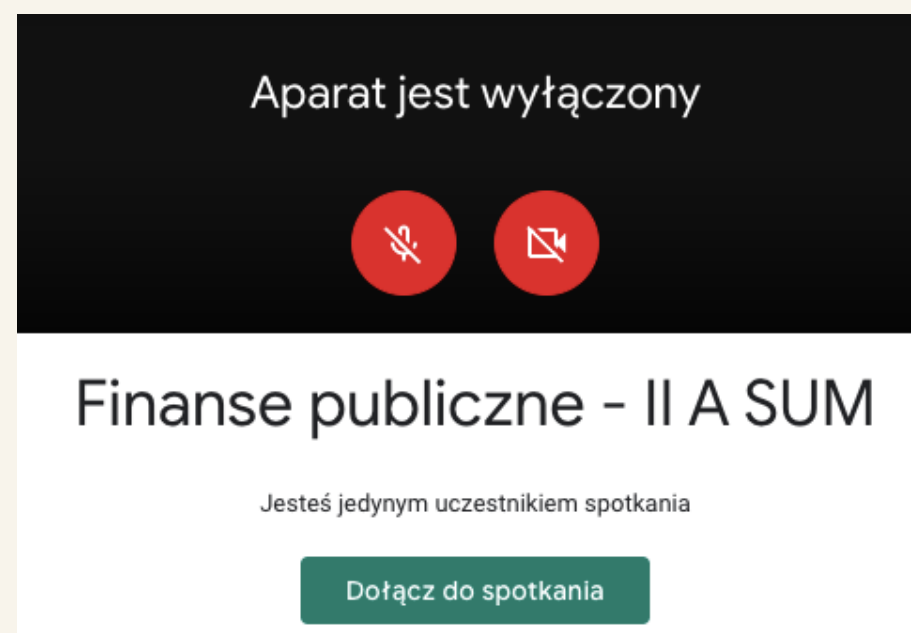 Aparat jest wyłączony
Finanse publiczne - II A SUM
Jesteś jedynym uczestnikiem spotkania
Dołącz do spotkania